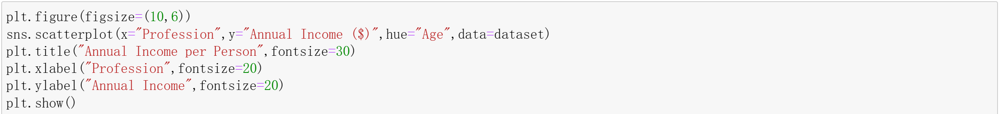 plt.figure(figsize=(10,6))
sns.scatterplot(x="Profession",y="Annual Income ($)",hue="Age",data=dataset)
plt.title("Annual Income per Person",fontsize=30)
plt.xlabel("Profession",fontsize=20)
plt.ylabel("Annual Income",fontsize=20)
plt.show()